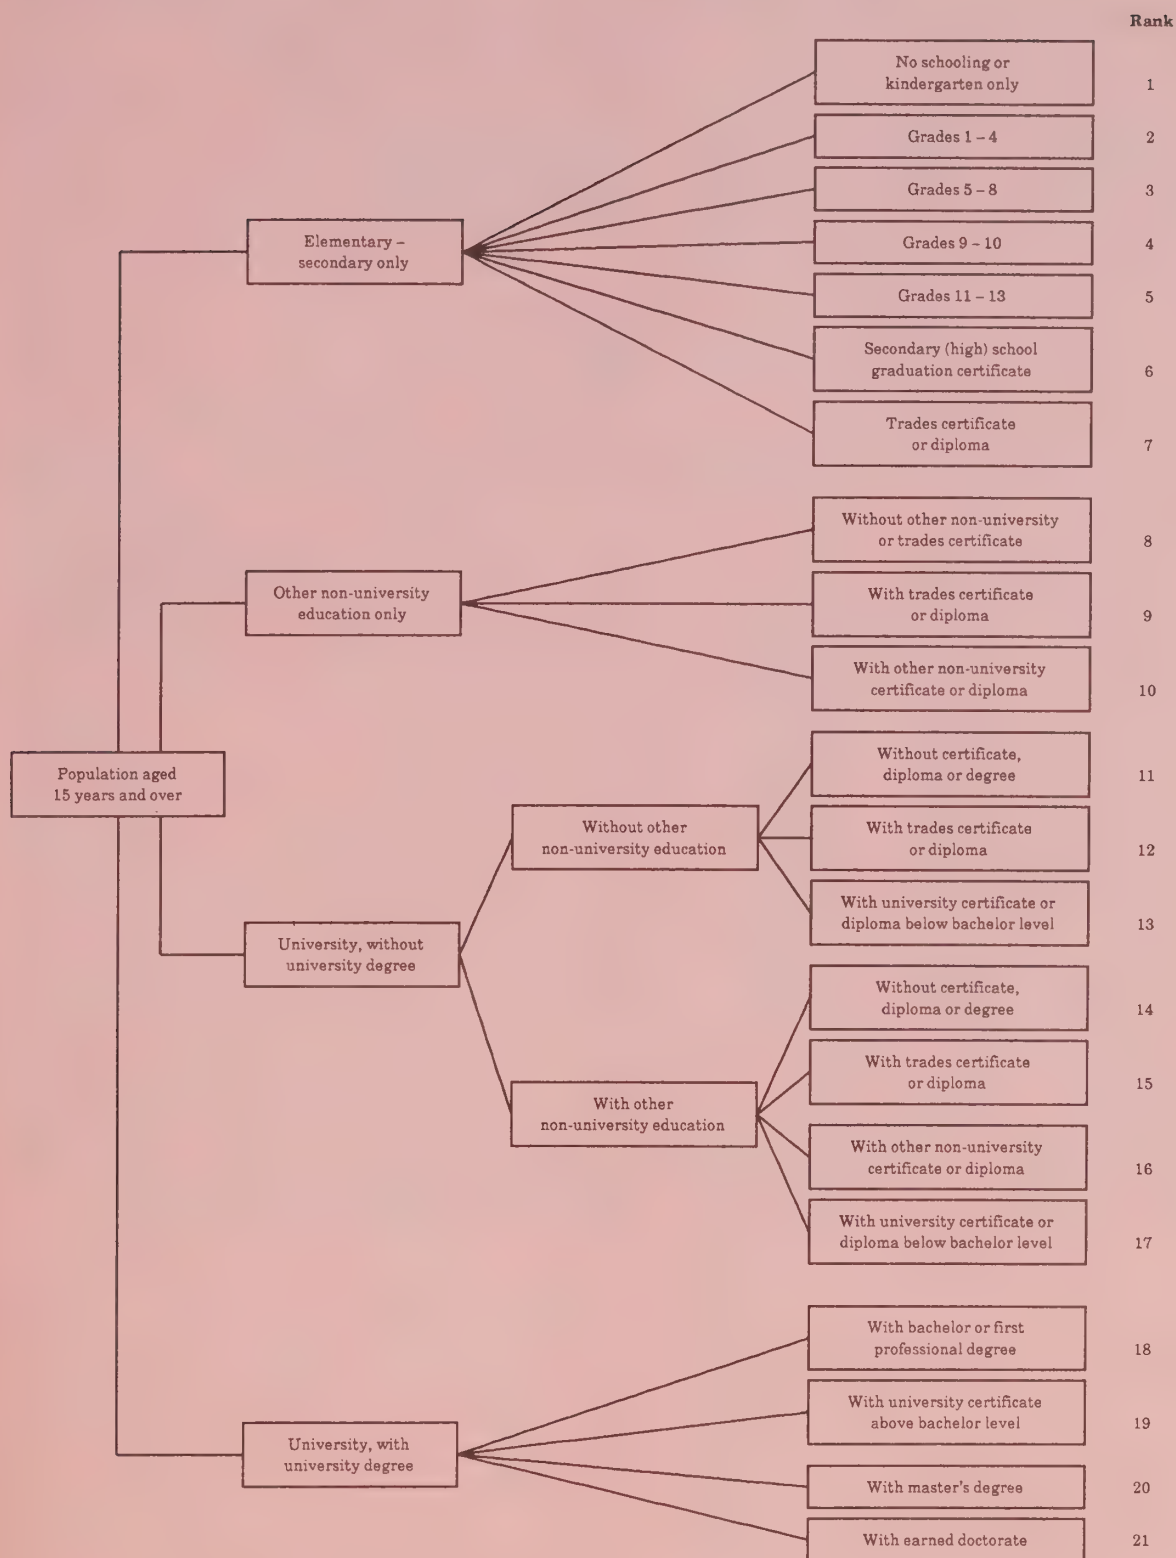 Rank
No schooling or
kindergarten only
1
Grades 1 – 4
2
Grades 5 – 8
3
Elementary –
secondary only
Grades 9 – 10
4
Grades 11 – 13
5
Secondary (high) school
graduation certificate
6
Trades certificate
or diploma
7
Without other non-university
or trades certificate
8
Other non-university
education only
With trades certificate
or diploma
9
With other non-university
certificate or diploma
10
Population aged
15 years and over
Without certificate,
diploma or degree
11
Without other
non-university education
With trades certificate
or diploma
12
With university certificate or
diploma below bachelor level
13
University, without
university degree
Without certificate,
diploma or degree
14
With trades certificate
or diploma
15
With other
non-university education
With other non-university
certificate or diploma
16
With university certificate or
diploma below bachelor level
17
With bachelor or first
professional degree
18
With university certificate
above bachelor level
19
University, with
university degree
With master's degree
20
With earned doctorate
21